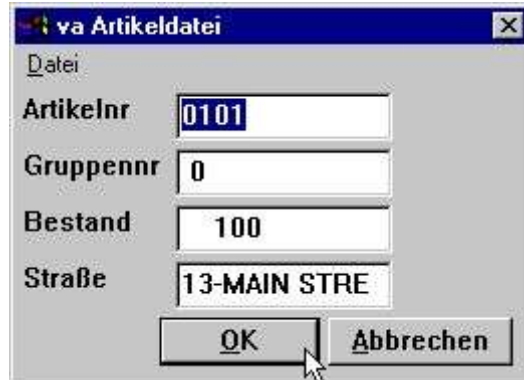 va Artikeldatei
Datei
Artikelnr 0101
Gruppennr 0
Bestand 100
Straße 13-MAIN STRE
OK Abbrechen